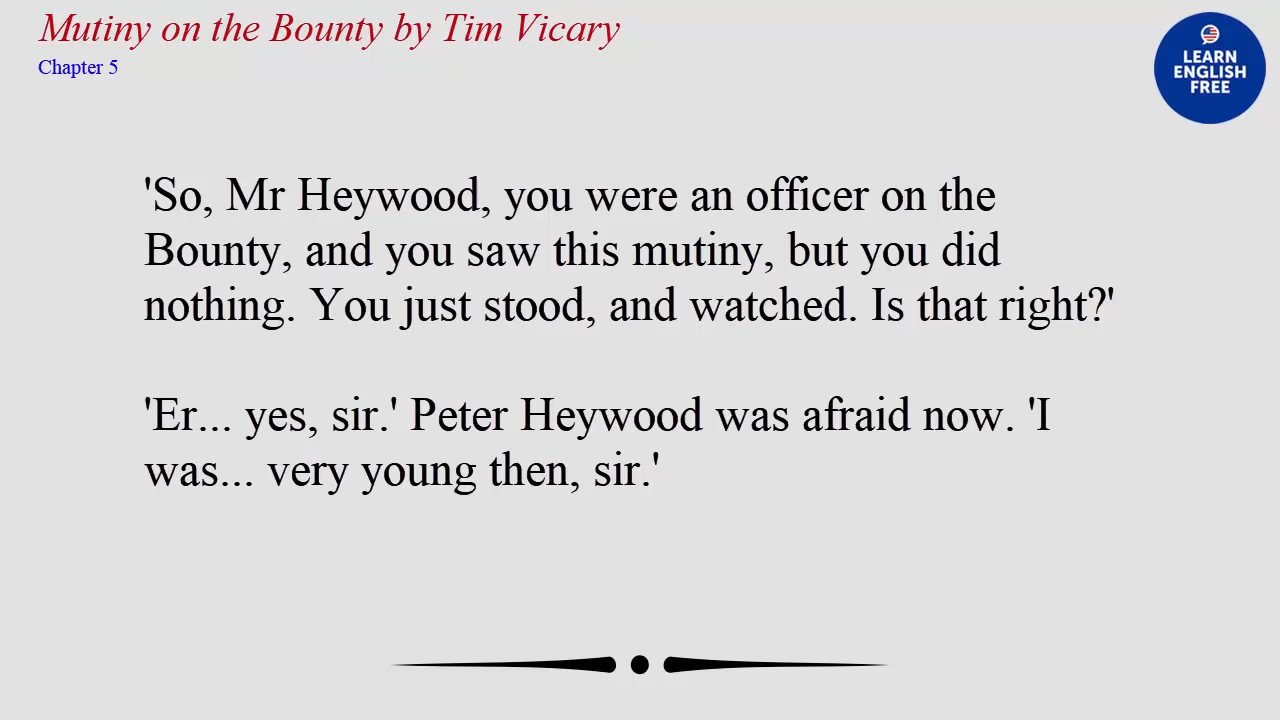 Mutiny on the Bounty by Tim Vicary
Chapter 5
LEARN
ENGLISH
FREE
'So, Mr Heywood, you were an officer on the
Bounty, and you saw this mutiny, but you did
nothing. You just stood, and watched. Is that right?'
'Er... yes, sir.' Peter Heywood was afraid now. 'I
was... very young then, sir.'